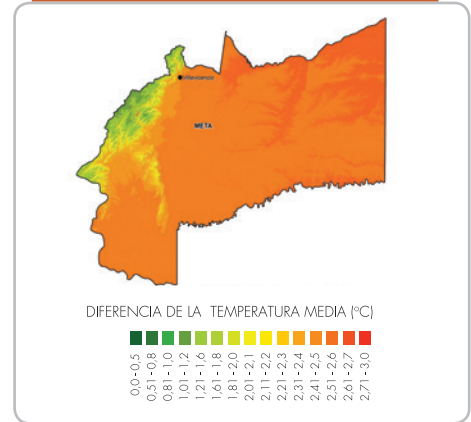 Villavicencio
META
DIFERENCIA DE LA TEMPERATURA MEDIA (ºC)
0,0 - 0,5
0,51 - 0,8
0,81 - 1,0
1,01 - 1,2
1,21 - 1,6
1,61 - 1,8
1,81 - 2,0
2,01 - 2,1
2,11 - 2,2
2,21 - 2,3
2,31 - 2,4
2,41 - 2,5
2,51 - 2,6
2,61 - 2,7
2,71 - 3,0